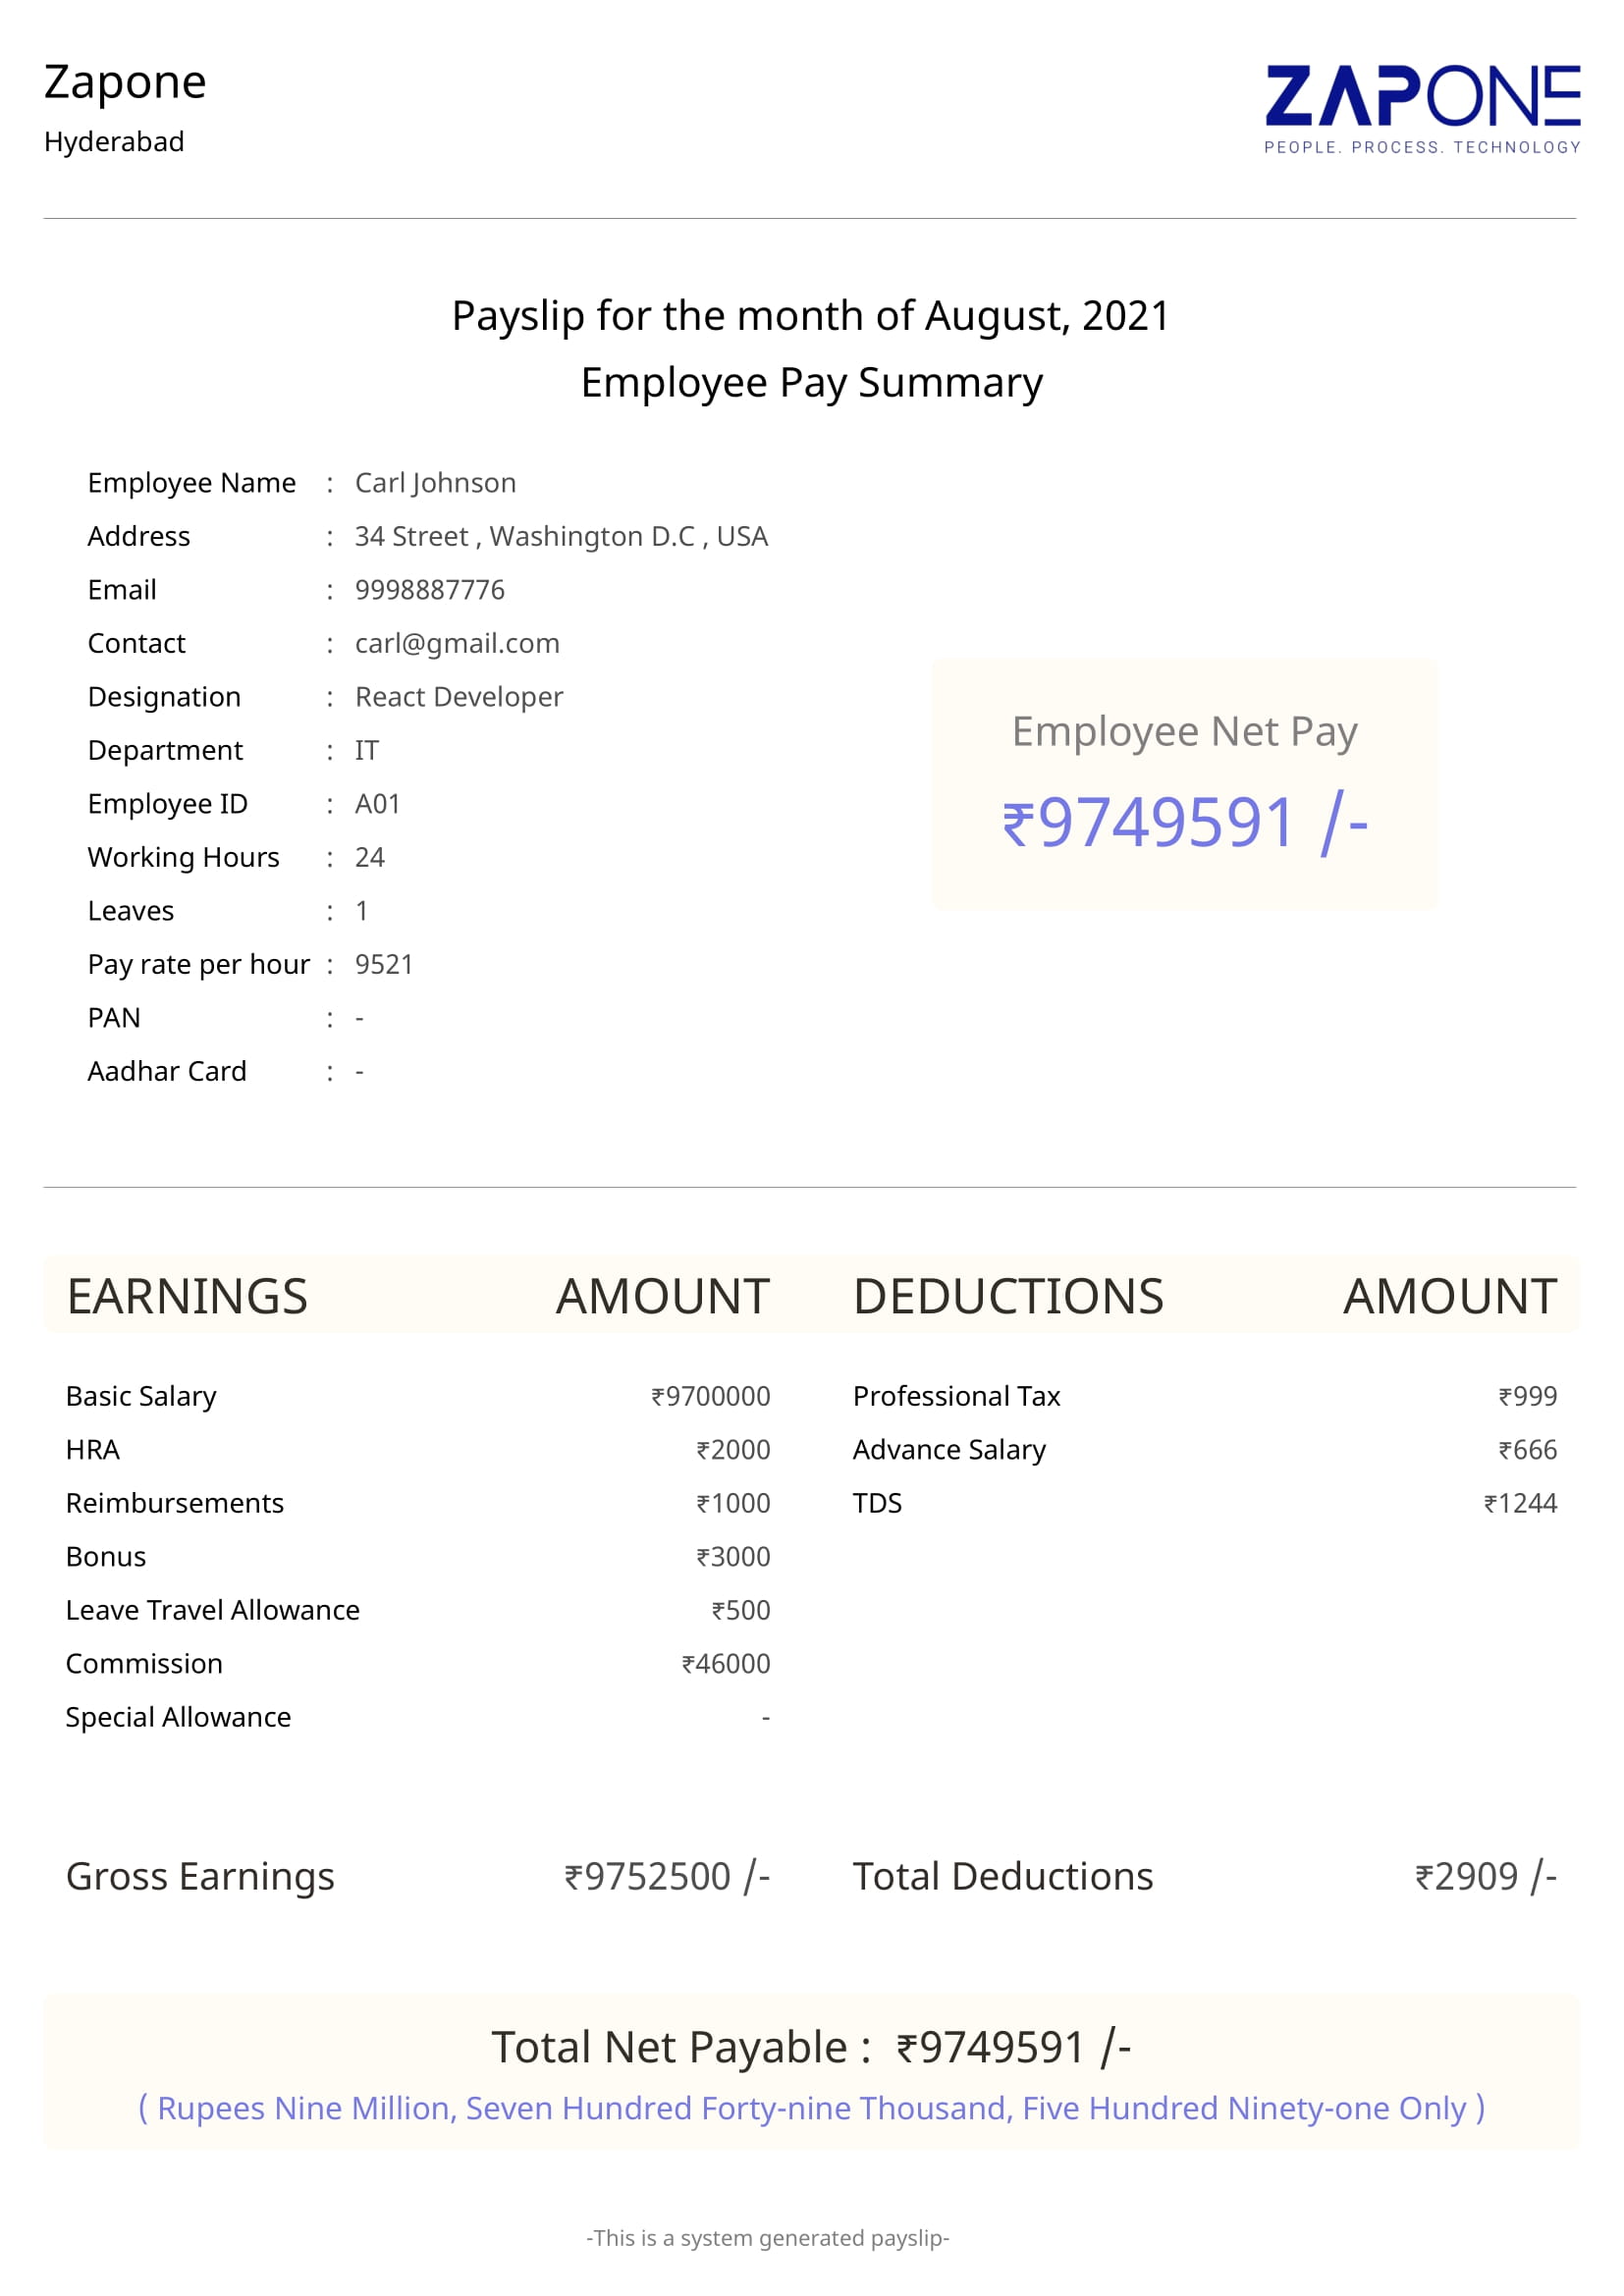 Zapone
Hyderabad
ZAPONE
PEOPLE. PROCESS. TECHNOLOGY
Payslip for the month of August, 2021
Employee Pay Summary
Employee Name : Carl Johnson
Address : 34 Street , Washington D.C , USA
Email : 9998887776
Contact : carl@gmail.com
Designation : React Developer
Department : IT
Employee ID : A01
Working Hours : 24
Leaves : 1
Pay rate per hour : 9521
PAN : -
Aadhar Card : -
Employee Net Pay
₹9749591 /-
EARNINGS AMOUNT DEDUCTIONS AMOUNT
Basic Salary ₹9700000 Professional Tax ₹999
HRA ₹2000 Advance Salary ₹666
Reimbursements ₹1000 TDS ₹1244
Bonus ₹3000
Leave Travel Allowance ₹500
Commission ₹46000
Special Allowance -
Gross Earnings ₹9752500 /- Total Deductions ₹2909 /-
Total Net Payable : ₹9749591 /-
( Rupees Nine Million, Seven Hundred Forty-nine Thousand, Five Hundred Ninety-one Only )
-This is a system generated payslip-